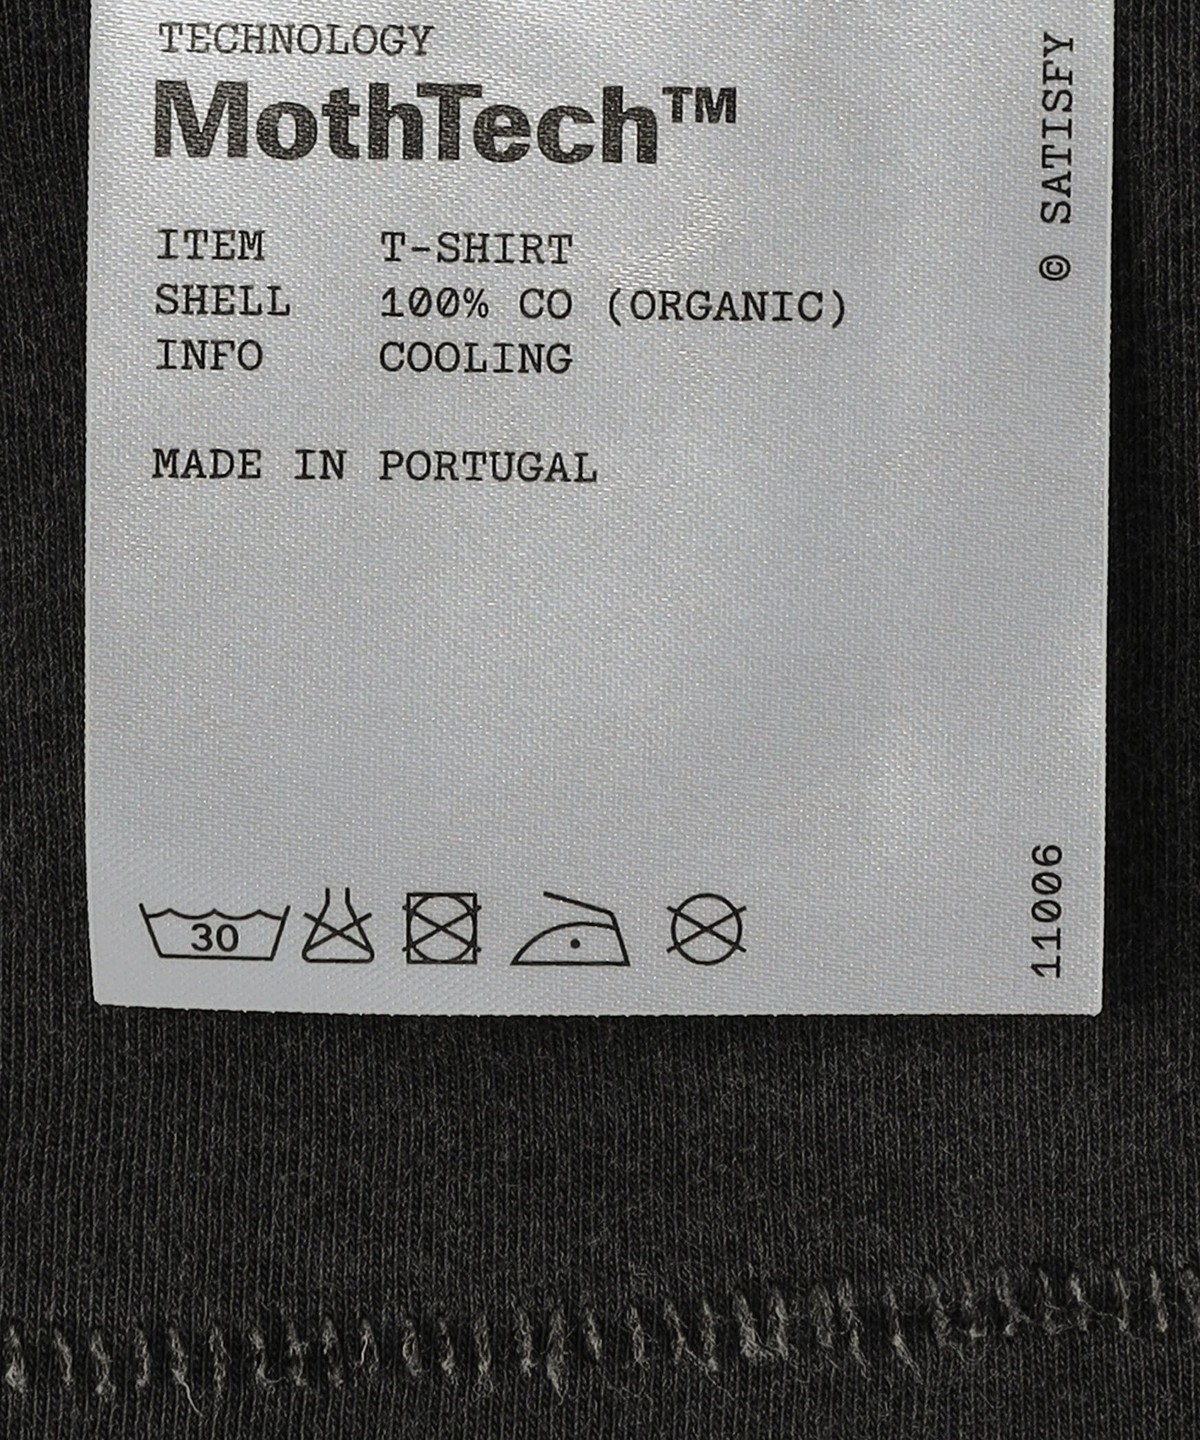 TECHNOLOGY
MothTech™
ITEM T-SHIRT
SHELL 100% CO (ORGANIC)
INFO COOLING
MADE IN PORTUGAL
© SATISFY
30
11006